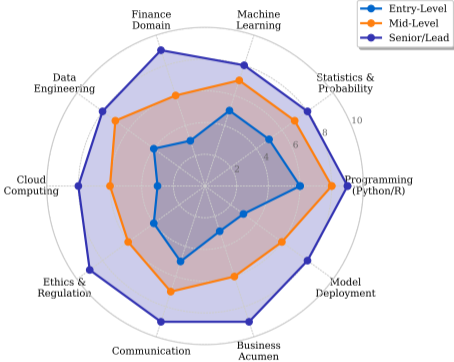 Entry-Level
Mid-Level
Senior/Lead
Finance
Domain
Machine
Learning
Data
Engineering
Statistics &
Probability
10
8
6
4
2
Cloud
Computing
Programming
(Python/R)
Ethics &
Regulation
Model
Deployment
Communication
Business
Acumen